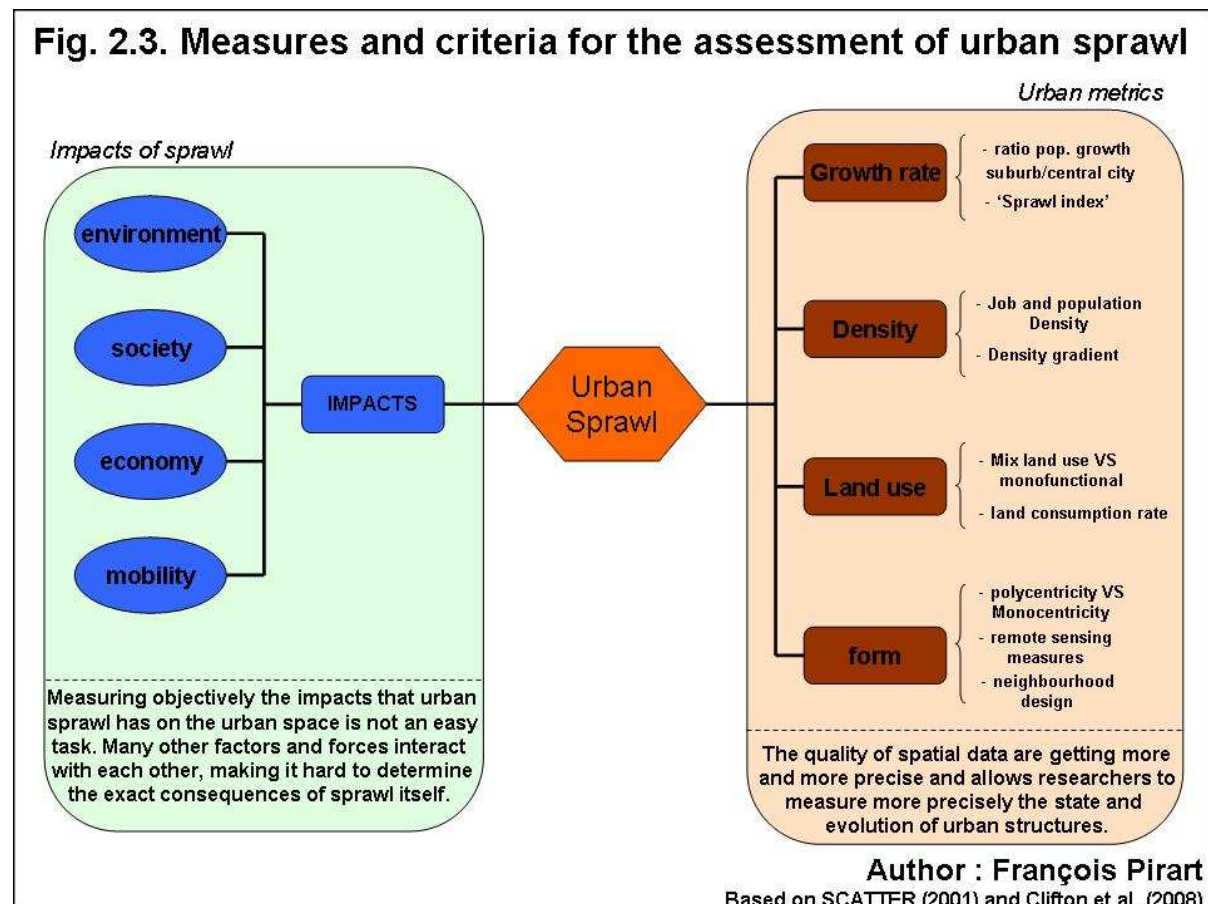 Fig. 2.3. Measures and criteria for the assessment of urban sprawl
Impacts of sprawl
environment
society
economy
mobility
IMPACTS
Measuring objectively the impacts that urban
sprawl has on the urban space is not an easy
task. Many other factors and forces interact
with each other, making it hard to determine
the exact consequences of sprawl itself.
Urban
Sprawl
Urban metrics
Growth rate
- ratio pop. growth
suburb/central city
- ‘Sprawl index’
Density
- Job and population
Density
- Density gradient
Land use
- Mix land use VS
monofunctional
- land consumption rate
form
- polycentricity VS
Monocentricity
- remote sensing
measures
- neighbourhood
design
The quality of spatial data are getting more
and more precise and allows researchers to
measure more precisely the state and
evolution of urban structures.
Author : François Pirart
Based on SCATTER (2001) and Clifton et al. (2008)